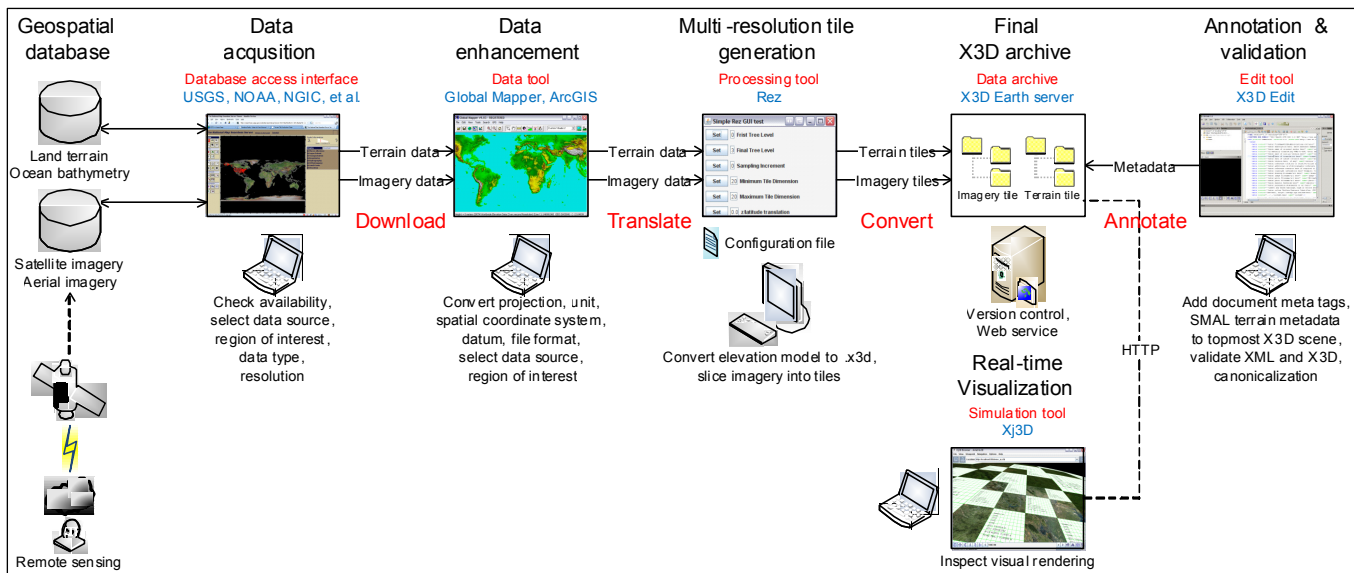 Geospatial
database
Land terrain
Ocean bathymetry
Satellite imagery
Aerial imagery
Remote sensing
Data
acqusition
Database access interface
USGS, NOAA, NGIC, et al.
Check availability,
select data source,
region of interest,
data type,
resolution
Terrain data
Imagery data
Download
Data
enhancement
Data tool
Global Mapper, ArcGIS
Convert projection, unit,
spatial coordinate system,
datum, file format,
select data source,
region of interest
Terrain data
Imagery data
Translate
Multi-resolution tile
generation
Processing tool
Rez
Simple Rez GUI test
Set
Frial Tree Level
Set
Final Tree Level
Set
Sampling Increment
Set
Minimum Tile Dimension
Set
Maximum Tile Dimension
Set
Configuration file
Convert elevation model to .x3d,
slice imagery into tiles
Terrain tiles
Imagery tiles
Convert
Final
X3D archive
Data archive
X3D Earth server
Imagery tile
Terrain tile
Version control,
Web service
Real-time
Visualization
Simulation tool
Xj3D
Inspect visual rendering
HTTP
Metadata
Annotate
Annotation &
validation
Edit tool
X3D Edit
Add document meta tags,
SMAL terrain metadata
to topmost X3D scene,
validate XML and X3D,
canonicalization